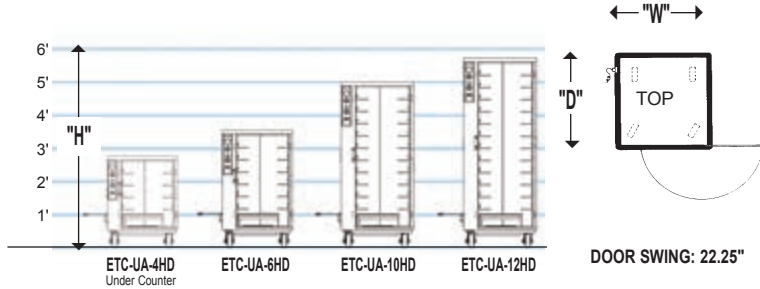 "W"
6'
5'
4'
3'
2'
1'
"H"
"D"
TOP
ETC-UA-4HD
Under Counter
ETC-UA-6HD
ETC-UA-10HD
ETC-UA-12HD
DOOR SWING: 22.25"